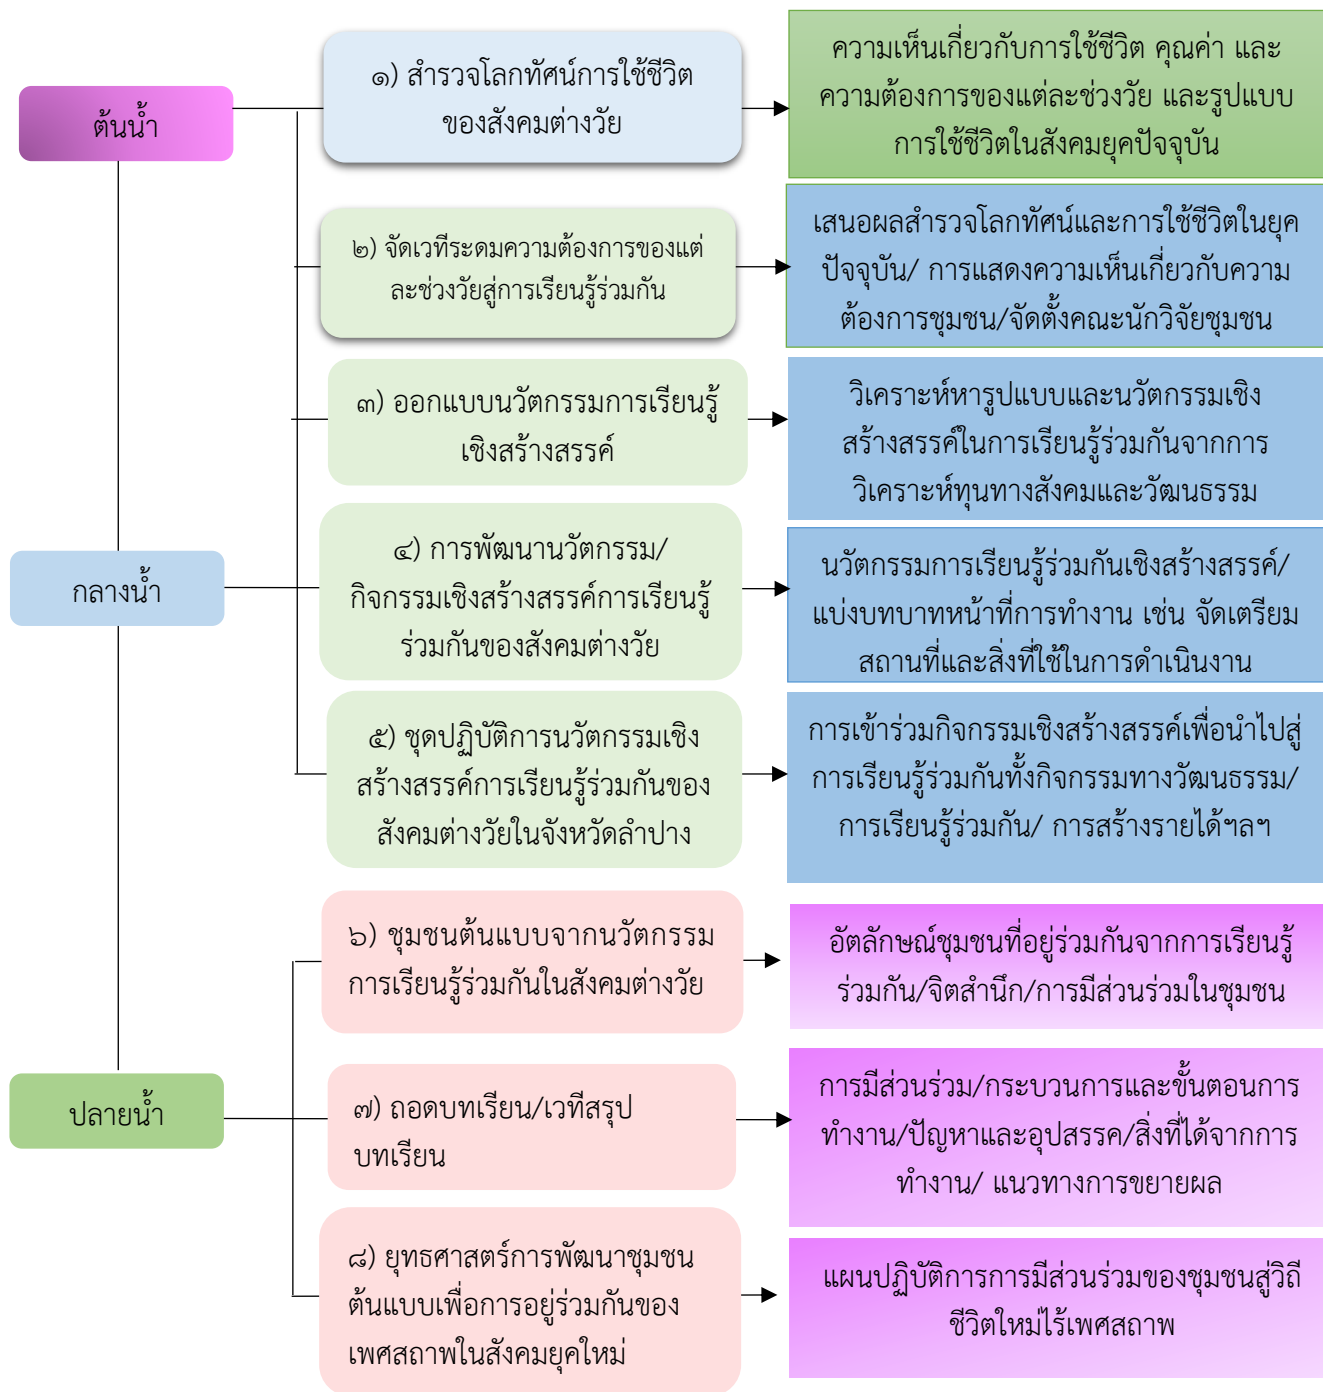 ต้นน้ำ
๑) สำรวจโลกทัศน์การใช้ชีวิต
ของสังคมต่างวัย
ความเห็นเกี่ยวกับการใช้ชีวิต คุณค่า และ
ความต้องการของแต่ละช่วงวัย และรูปแบบ
การใช้ชีวิตในสังคมยุคปัจจุบัน
๒) จัดเวทีระดมความต้องการของแต่
ละช่วงวัยสู่การเรียนรู้ร่วมกัน
เสนอผลสำรวจโลกทัศน์และการใช้ชีวิตในยุค
ปัจจุบัน/ การแสดงความเห็นเกี่ยวกับความ
ต้องการชุมชน/จัดตั้งคณะนักวิจัยชุมชน
๓) ออกแบบนวัตกรรมการเรียนรู้
เชิงสร้างสรรค์
วิเคราะห์หารูปแบบและนวัตกรรมเชิง
สร้างสรรค์ในการเรียนรู้ร่วมกันจากการ
วิเคราะห์ทุนทางสังคมและวัฒนธรรม
กลางน้ำ
๔) การพัฒนานวัตกรรม/
กิจกรรมเชิงสร้างสรรค์การเรียนรู้
ร่วมกันของสังคมต่างวัย
นวัตกรรมการเรียนรู้ร่วมกันเชิงสร้างสรรค์/
แบ่งบทบาทหน้าที่การทำงาน เช่น จัดเตรียม
สถานที่และสิ่งที่ใช้ในการดำเนินงาน
๕) ชุดปฏิบัติการนวัตกรรมเชิง
สร้างสรรค์การเรียนรู้ร่วมกันของ
สังคมต่างวัยในจังหวัดลำปาง
การเข้าร่วมกิจกรรมเชิงสร้างสรรค์เพื่อนำไปสู่
การเรียนรู้ร่วมกันทั้งกิจกรรมทางวัฒนธรรม/
การเรียนรู้ร่วมกัน/ การสร้างรายได้ฯลฯ
๖) ชุมชนต้นแบบจากนวัตกรรม
การเรียนรู้ร่วมกันในสังคมต่างวัย
อัตลักษณ์ชุมชนที่อยู่ร่วมกันจากการเรียนรู้
ร่วมกัน/จิตสำนึก/การมีส่วนร่วมในชุมชน
ปลายน้ำ
๗) ถอดบทเรียน/เวทีสรุป
บทเรียน
การมีส่วนร่วม/กระบวนการและขั้นตอนการ
ทำงาน/ปัญหาและอุปสรรค/สิ่งที่ได้จากการ
ทำงาน/ แนวทางการขยายผล
๘) ยุทธศาสตร์การพัฒนาชุมชน
ต้นแบบเพื่อการอยู่ร่วมกันของ
เพศสถาพในสังคมยุคใหม่
แผนปฏิบัติการการมีส่วนร่วมของชุมชนสู่วิถี
ชีวิตใหม่ไร้เพศสถาพ